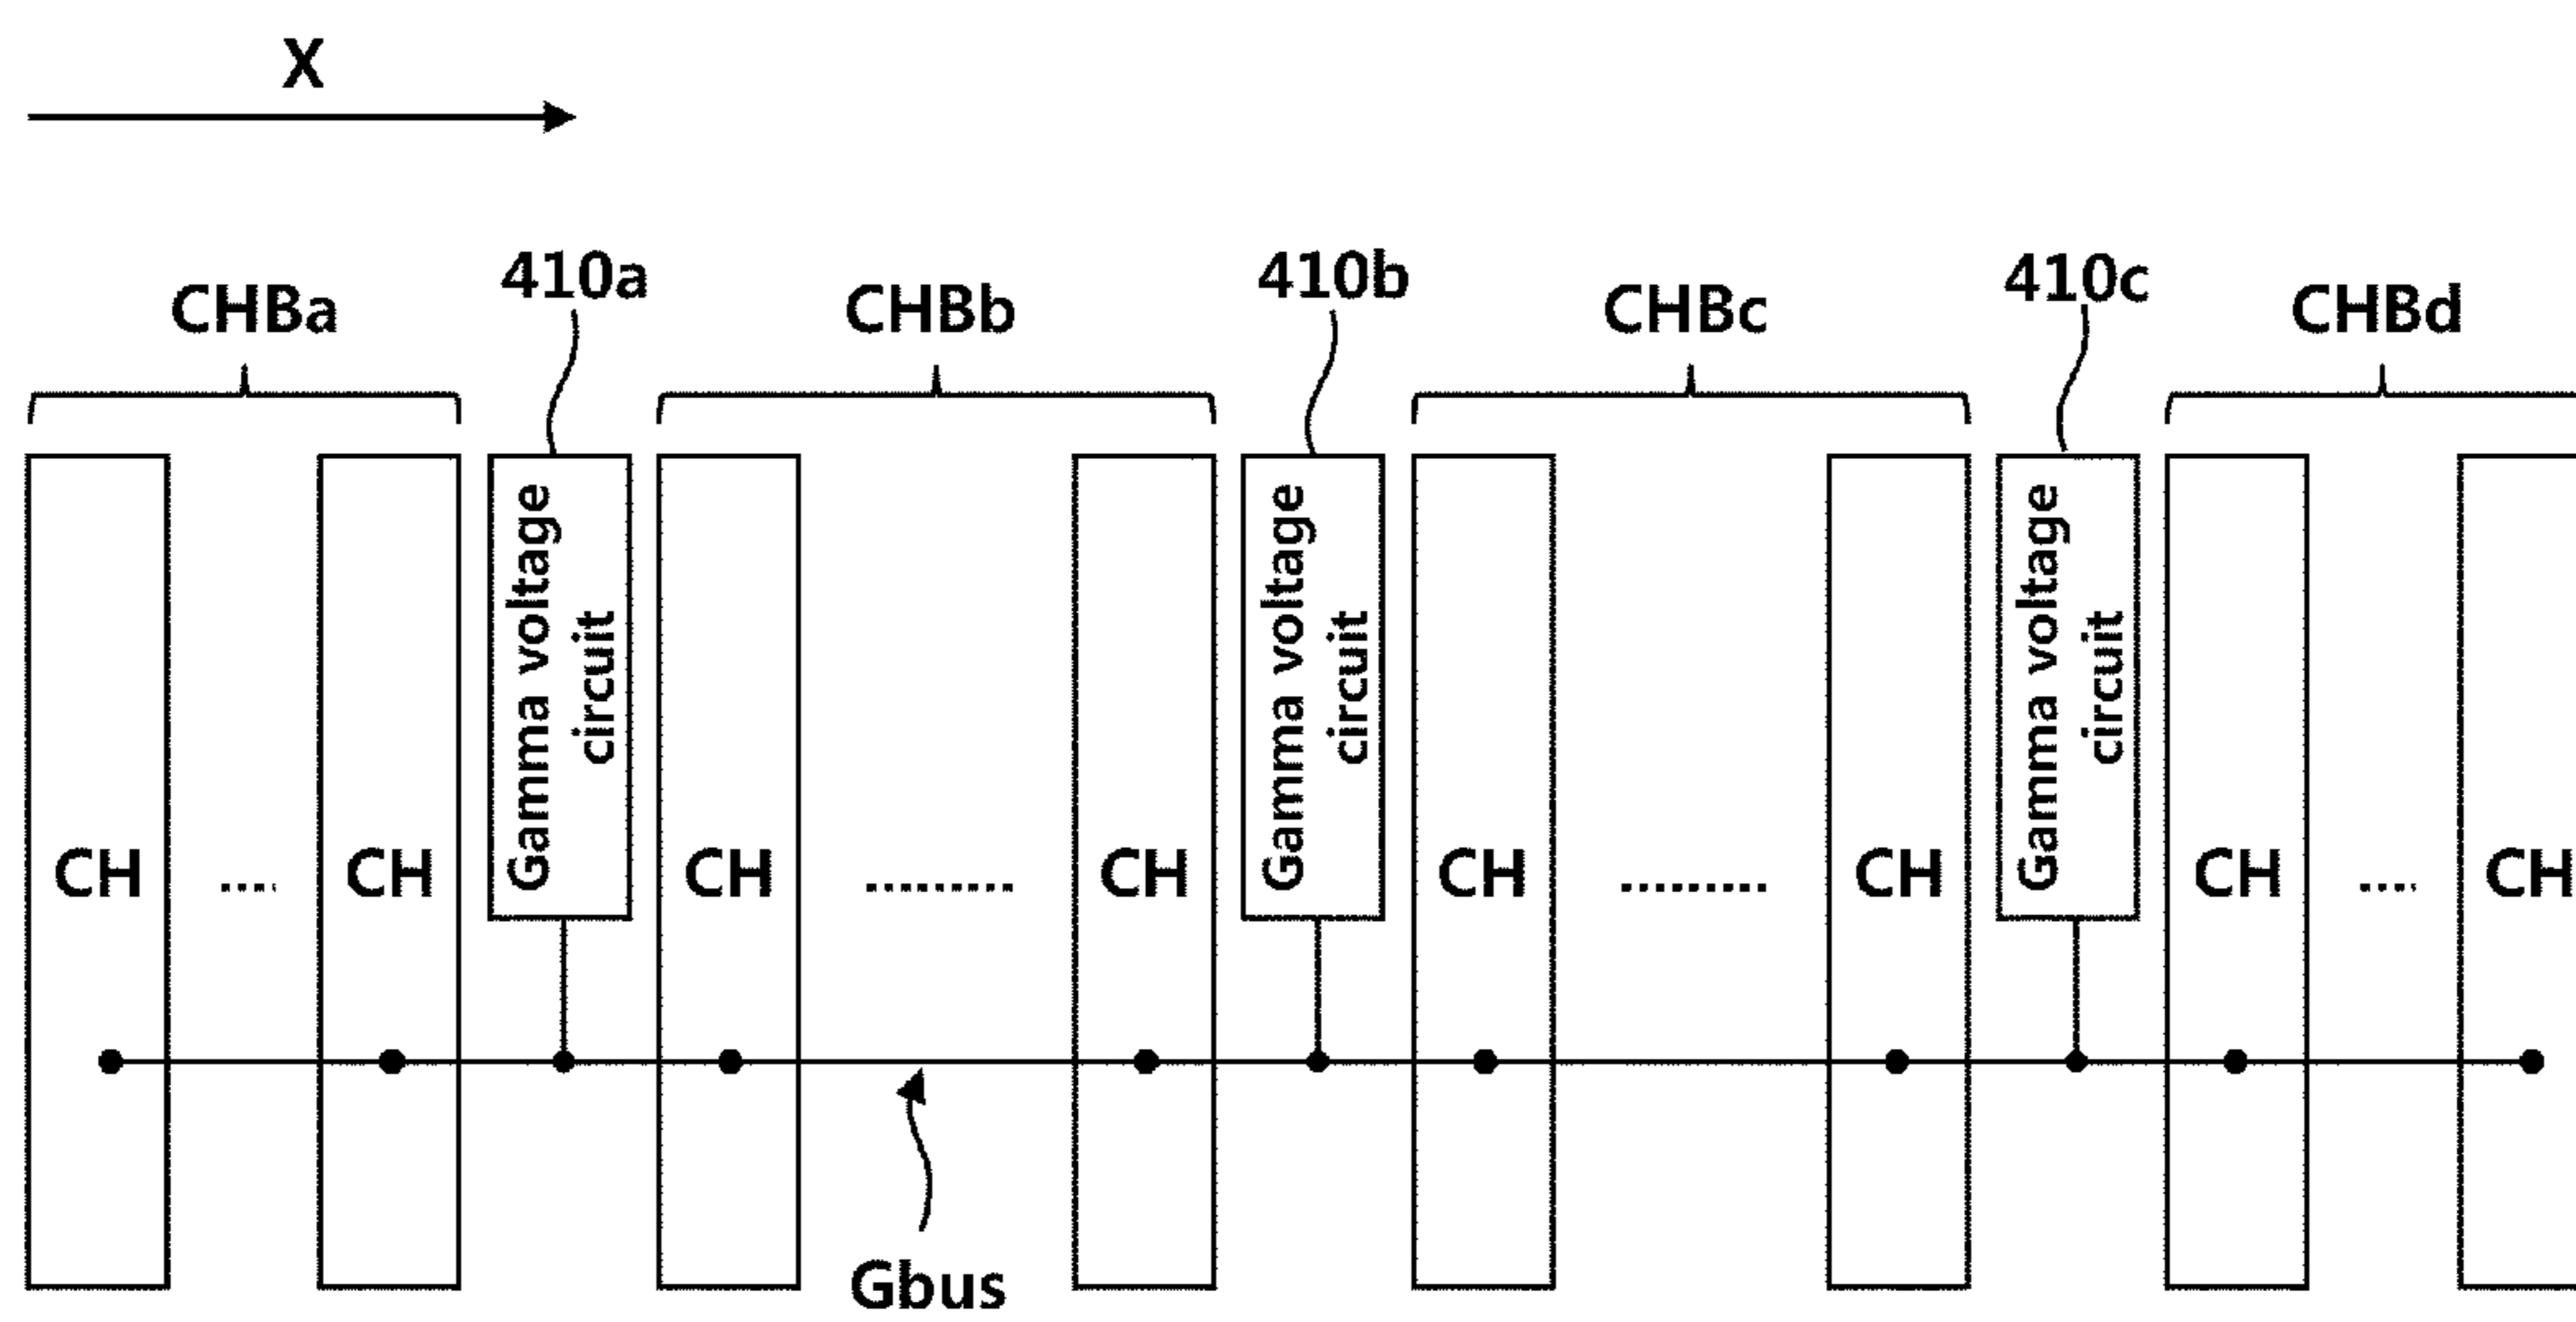 X
410a
410b
410c
CHBa
CHBb
CHBc
CHBd
Gamma voltage
circuit
Gamma voltage
circuit
Gamma voltage
circuit
CH
.....
CH
CH
..........
CH
CH
..........
CH
CH
.....
CH
Gbus